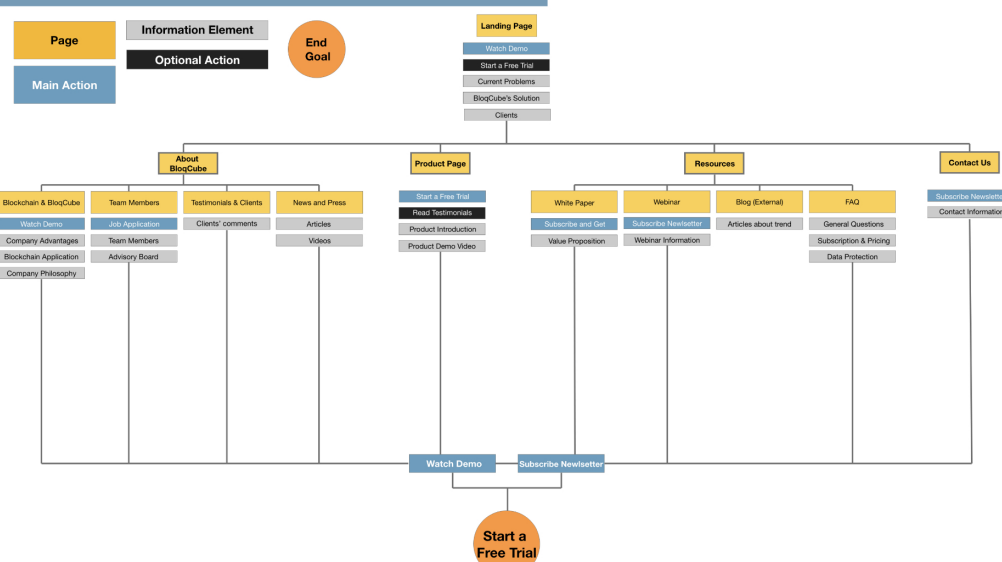 Page
Main Action
Information Element
Optional Action
End
Goal
Landing Page
Watch Demo
Start a Free Trial
Current Problems
BloqCube's Solution
Clients
About
BloqCube
Product Page
Resources
Contact Us
Blockchain & BloqCube
Watch Demo
Company Advantages
Blockchain Application
Company Philosophy
Team Members
Job Application
Team Members
Advisory Board
Testimonials & Clients
Clients' comments
News and Press
Articles
Videos
Start a Free Trial
Read Testimonials
Product Introduction
Product Demo Video
White Paper
Subscribe and Get
Value Proposition
Webinar
Subscribe Newlsetter
Webinar Information
Blog (External)
Articles about trend
FAQ
General Questions
Subscription & Pricing
Data Protection
Subscribe Newsletter
Contact Information
Watch Demo
Subscribe Newlsetter
Start a
Free Trial